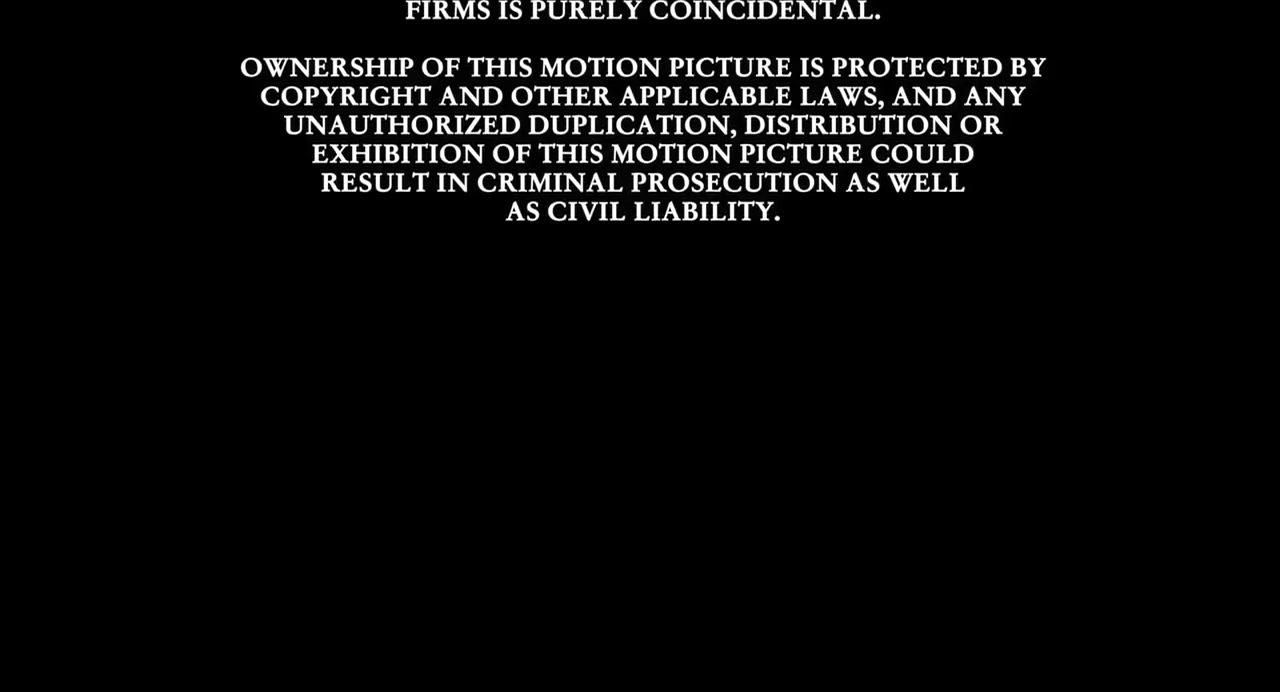 FIRMS IS PURELY COINCIDENTAL.
OWNERSHIP OF THIS MOTION PICTURE IS PROTECTED BY
COPYRIGHT AND OTHER APPLICABLE LAWS, AND ANY
UNAUTHORIZED DUPLICATION, DISTRIBUTION OR
EXHIBITION OF THIS MOTION PICTURE COULD
RESULT IN CRIMINAL PROSECUTION AS WELL
AS CIVIL LIABILITY.